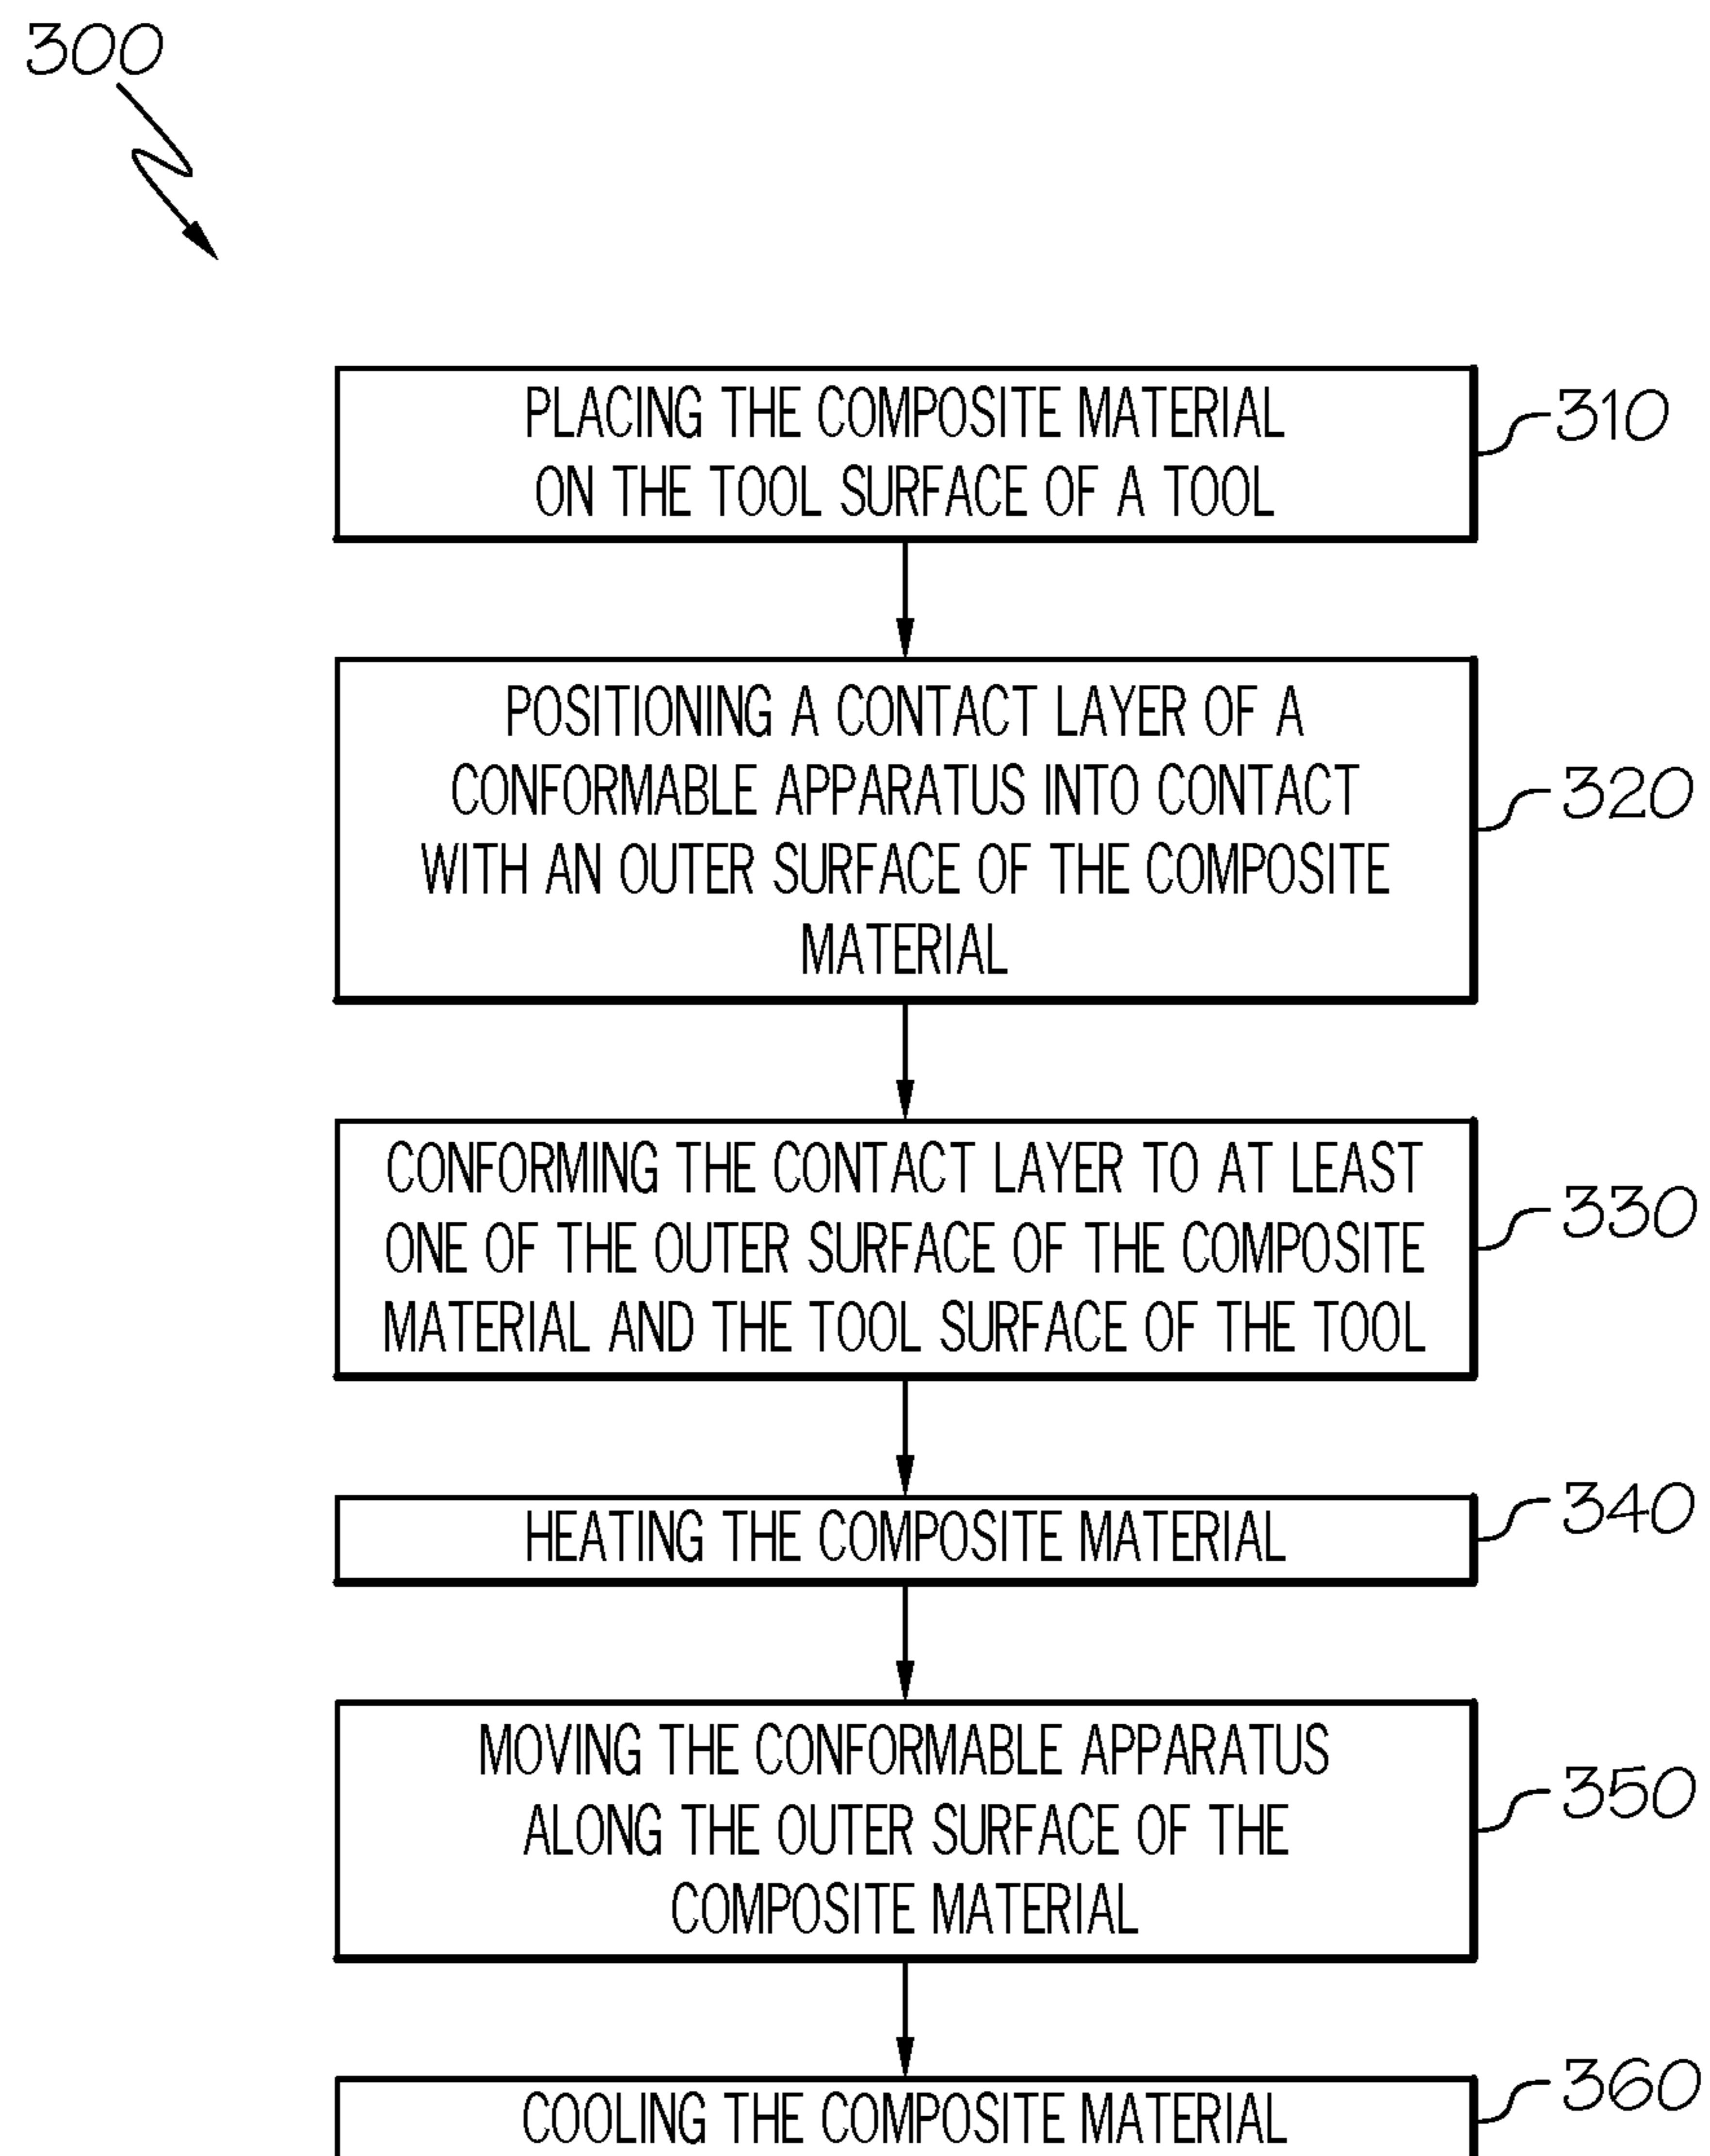 300
PLACING THE COMPOSITE MATERIAL
ON THE TOOL SURFACE OF A TOOL
310
POSITIONING A CONTACT LAYER OF A
CONFORMABLE APPARATUS INTO CONTACT
WITH AN OUTER SURFACE OF THE COMPOSITE
MATERIAL
320
CONFORMING THE CONTACT LAYER TO AT LEAST
ONE OF THE OUTER SURFACE OF THE COMPOSITE
MATERIAL AND THE TOOL SURFACE OF THE TOOL
330
HEATING THE COMPOSITE MATERIAL
340
MOVING THE CONFORMABLE APPARATUS
ALONG THE OUTER SURFACE OF THE
COMPOSITE MATERIAL
350
COOLING THE COMPOSITE MATERIAL
360